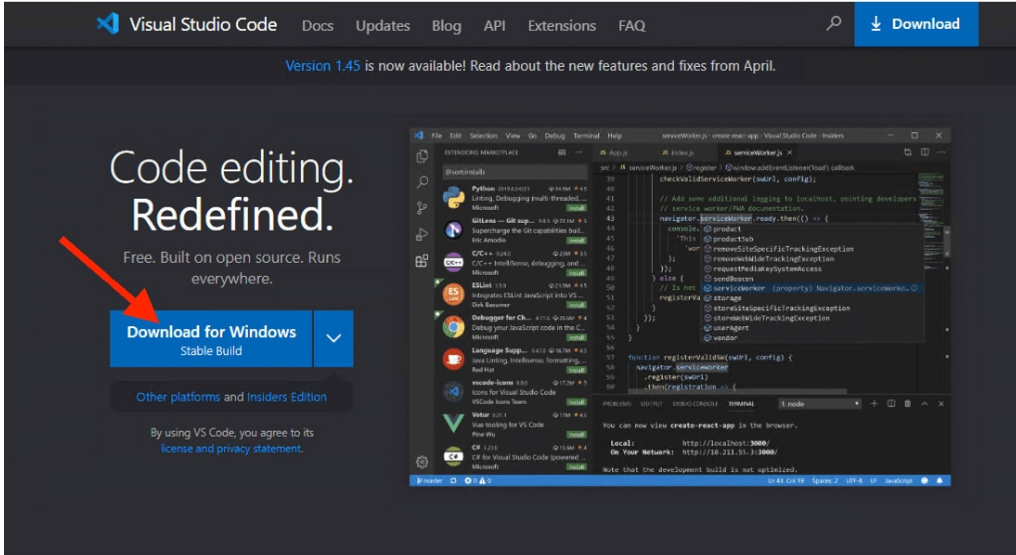 Visual Studio Code Docs Updates Blog API Extensions FAQ Download
Version 1.45 is now available! Read about the new features and fixes from April.
Code editing.
Redefined.
Free. Built on open source. Runs
everywhere.
Download for Windows
Stable Build
Other platforms and Insiders Edition
By using VS Code, you agree to its
license and privacy statement.
File Edit Selection View Go Debug Terminal Help serviceWorker.js - create-react-app - Visual Studio Code - Insiders
EXTENSIONS: MARKETPLACE
@sort:installs
Python
Linting, Debugging (multi-threaded, ...
Microsoft Install
GitLens — Git sup...
Supercharge the Git capabilities buil...
Eric Amodio Install
C/C++
C/C++ IntelliSense, debugging, and ...
Microsoft Install
ESLint
Integrates ESLint JavaScript into VS ...
Dirk Baeumer Install
Debugger for Ch...
Debug your JavaScript code in the C...
Microsoft Install
Language Supp...
Java Linting, Intellisense, formatting, ...
Red Hat Install
vscode-icons
Icons for Visual Studio Code
VSCode Icons Team Install
Vetur
Vue tooling for VS Code
Pine Wu Install
C#
C# for Visual Studio Code (powered ...
Microsoft Install
JS App.js JS index.js JS serviceWorker.js
src > JS serviceWorker.js > register > window.addEventListener('load') callback
39 checkValidServiceWorker(swUrl, config);
40
41 // Add some additional logging to localhost, pointing developers
42 // service worker/PWA documentation.
43 navigator.serviceWorker.ready.then(() => {
44 console.
45 'This
46 'wor
47 );
48 });
49 } else {
50 // Is not
51 registerVa
52 }
53 });
54 }
55 }
56
57 function registerValidSW(swUrl, config) {
58 navigator.serviceWorker
59 .register(swUrl)
60 .then(registration => {
product
productSub
removeSiteSpecificTrackingException
removeWebWideTrackingException
requestMediaKeySystemAccess
sendBeacon
serviceWorker (property) Navigator.serviceWorke...
storage
storeSiteSpecificTrackingException
storeWebWideTrackingException
userAgent
vendor
PROBLEMS OUTPUT DEBUG CONSOLE TERMINAL 1: node
You can now view create-react-app in the browser.
Local: http://localhost:3000/
On Your Network: http://10.211.55.3:3000/
Note that the development build is not optimized.
master 0 0 Ln 43, Col 19 Spaces: 2 UTF-8 LF JavaScript